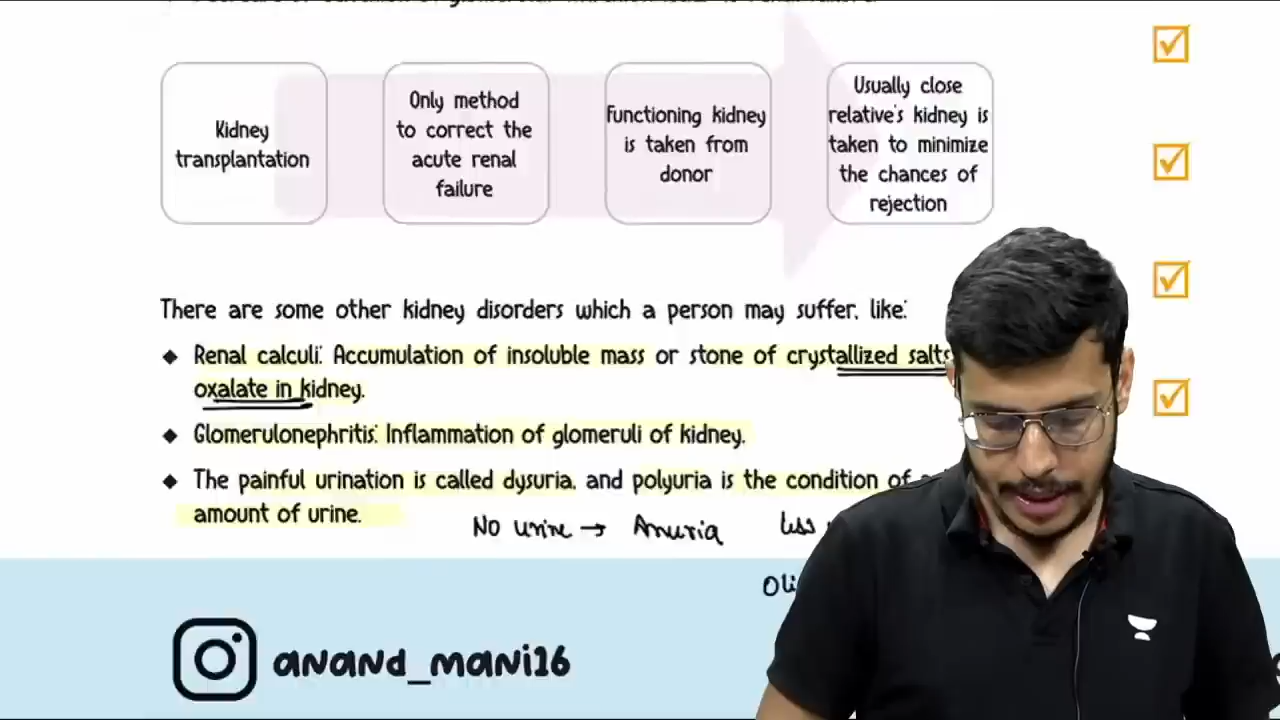 Kidney
transplantation
Only method
to correct the
acute renal
failure
Functioning kidney
is taken from
donor
Usually close
relative's kidney is
taken to minimize
the chances of
rejection
There are some other kidney disorders which a person may suffer, like:
◆ Renal calculi: Accumulation of insoluble mass or stone of crystallized salts
oxalate in kidney.
◆ Glomerulonephritis: Inflammation of glomeruli of kidney.
◆ The painful urination is called dysuria, and polyuria is the condition of
amount of urine.
No urine → Anuria less
Oli
anand_mani16